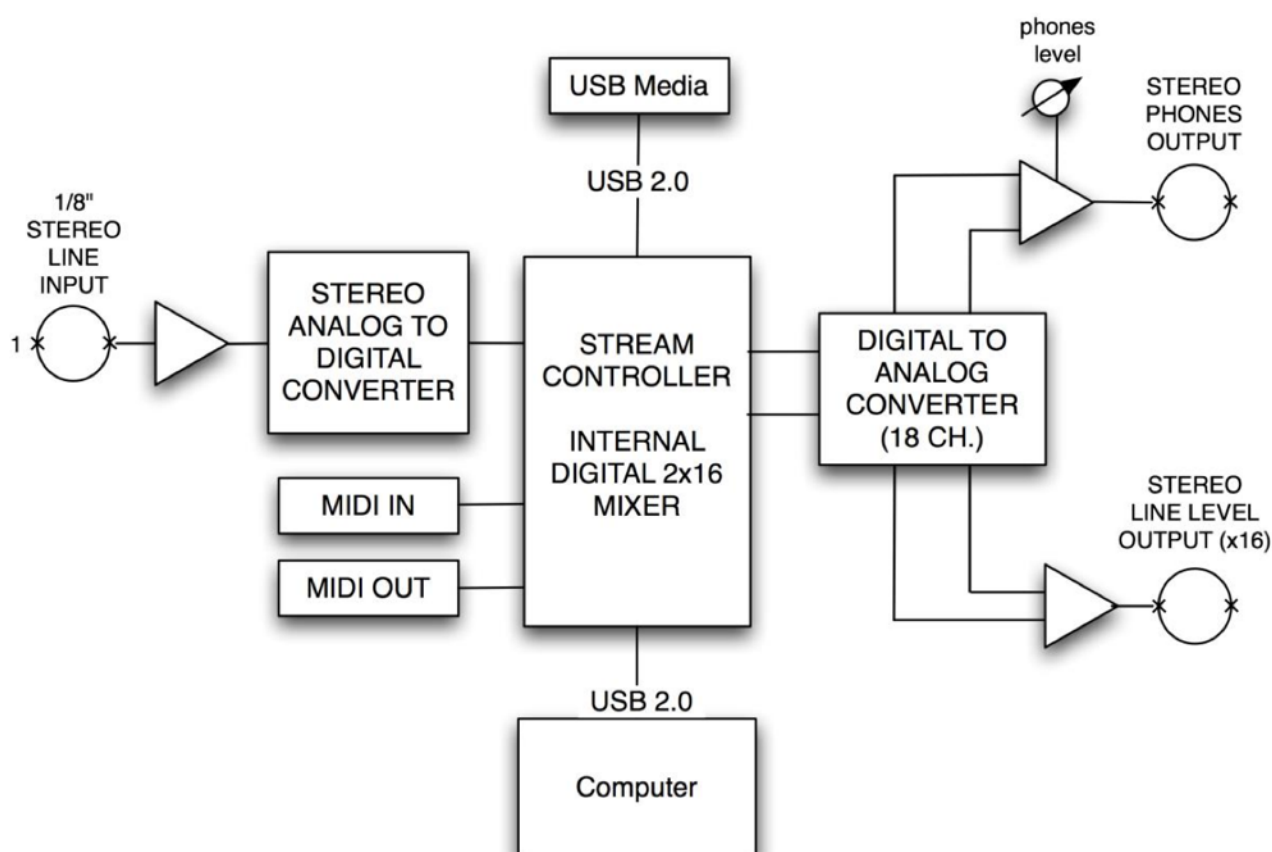 phones
level
STEREO
PHONES
OUTPUT
USB Media
USB 2.0
1/8"
STEREO
LINE
INPUT
1
STEREO
ANALOG TO
DIGITAL
CONVERTER
STREAM
CONTROLLER
INTERNAL
DIGITAL 2x16
MIXER
DIGITAL TO
ANALOG
CONVERTER
(18 CH.)
MIDI IN
MIDI OUT
STEREO
LINE LEVEL
OUTPUT (x16)
USB 2.0
Computer